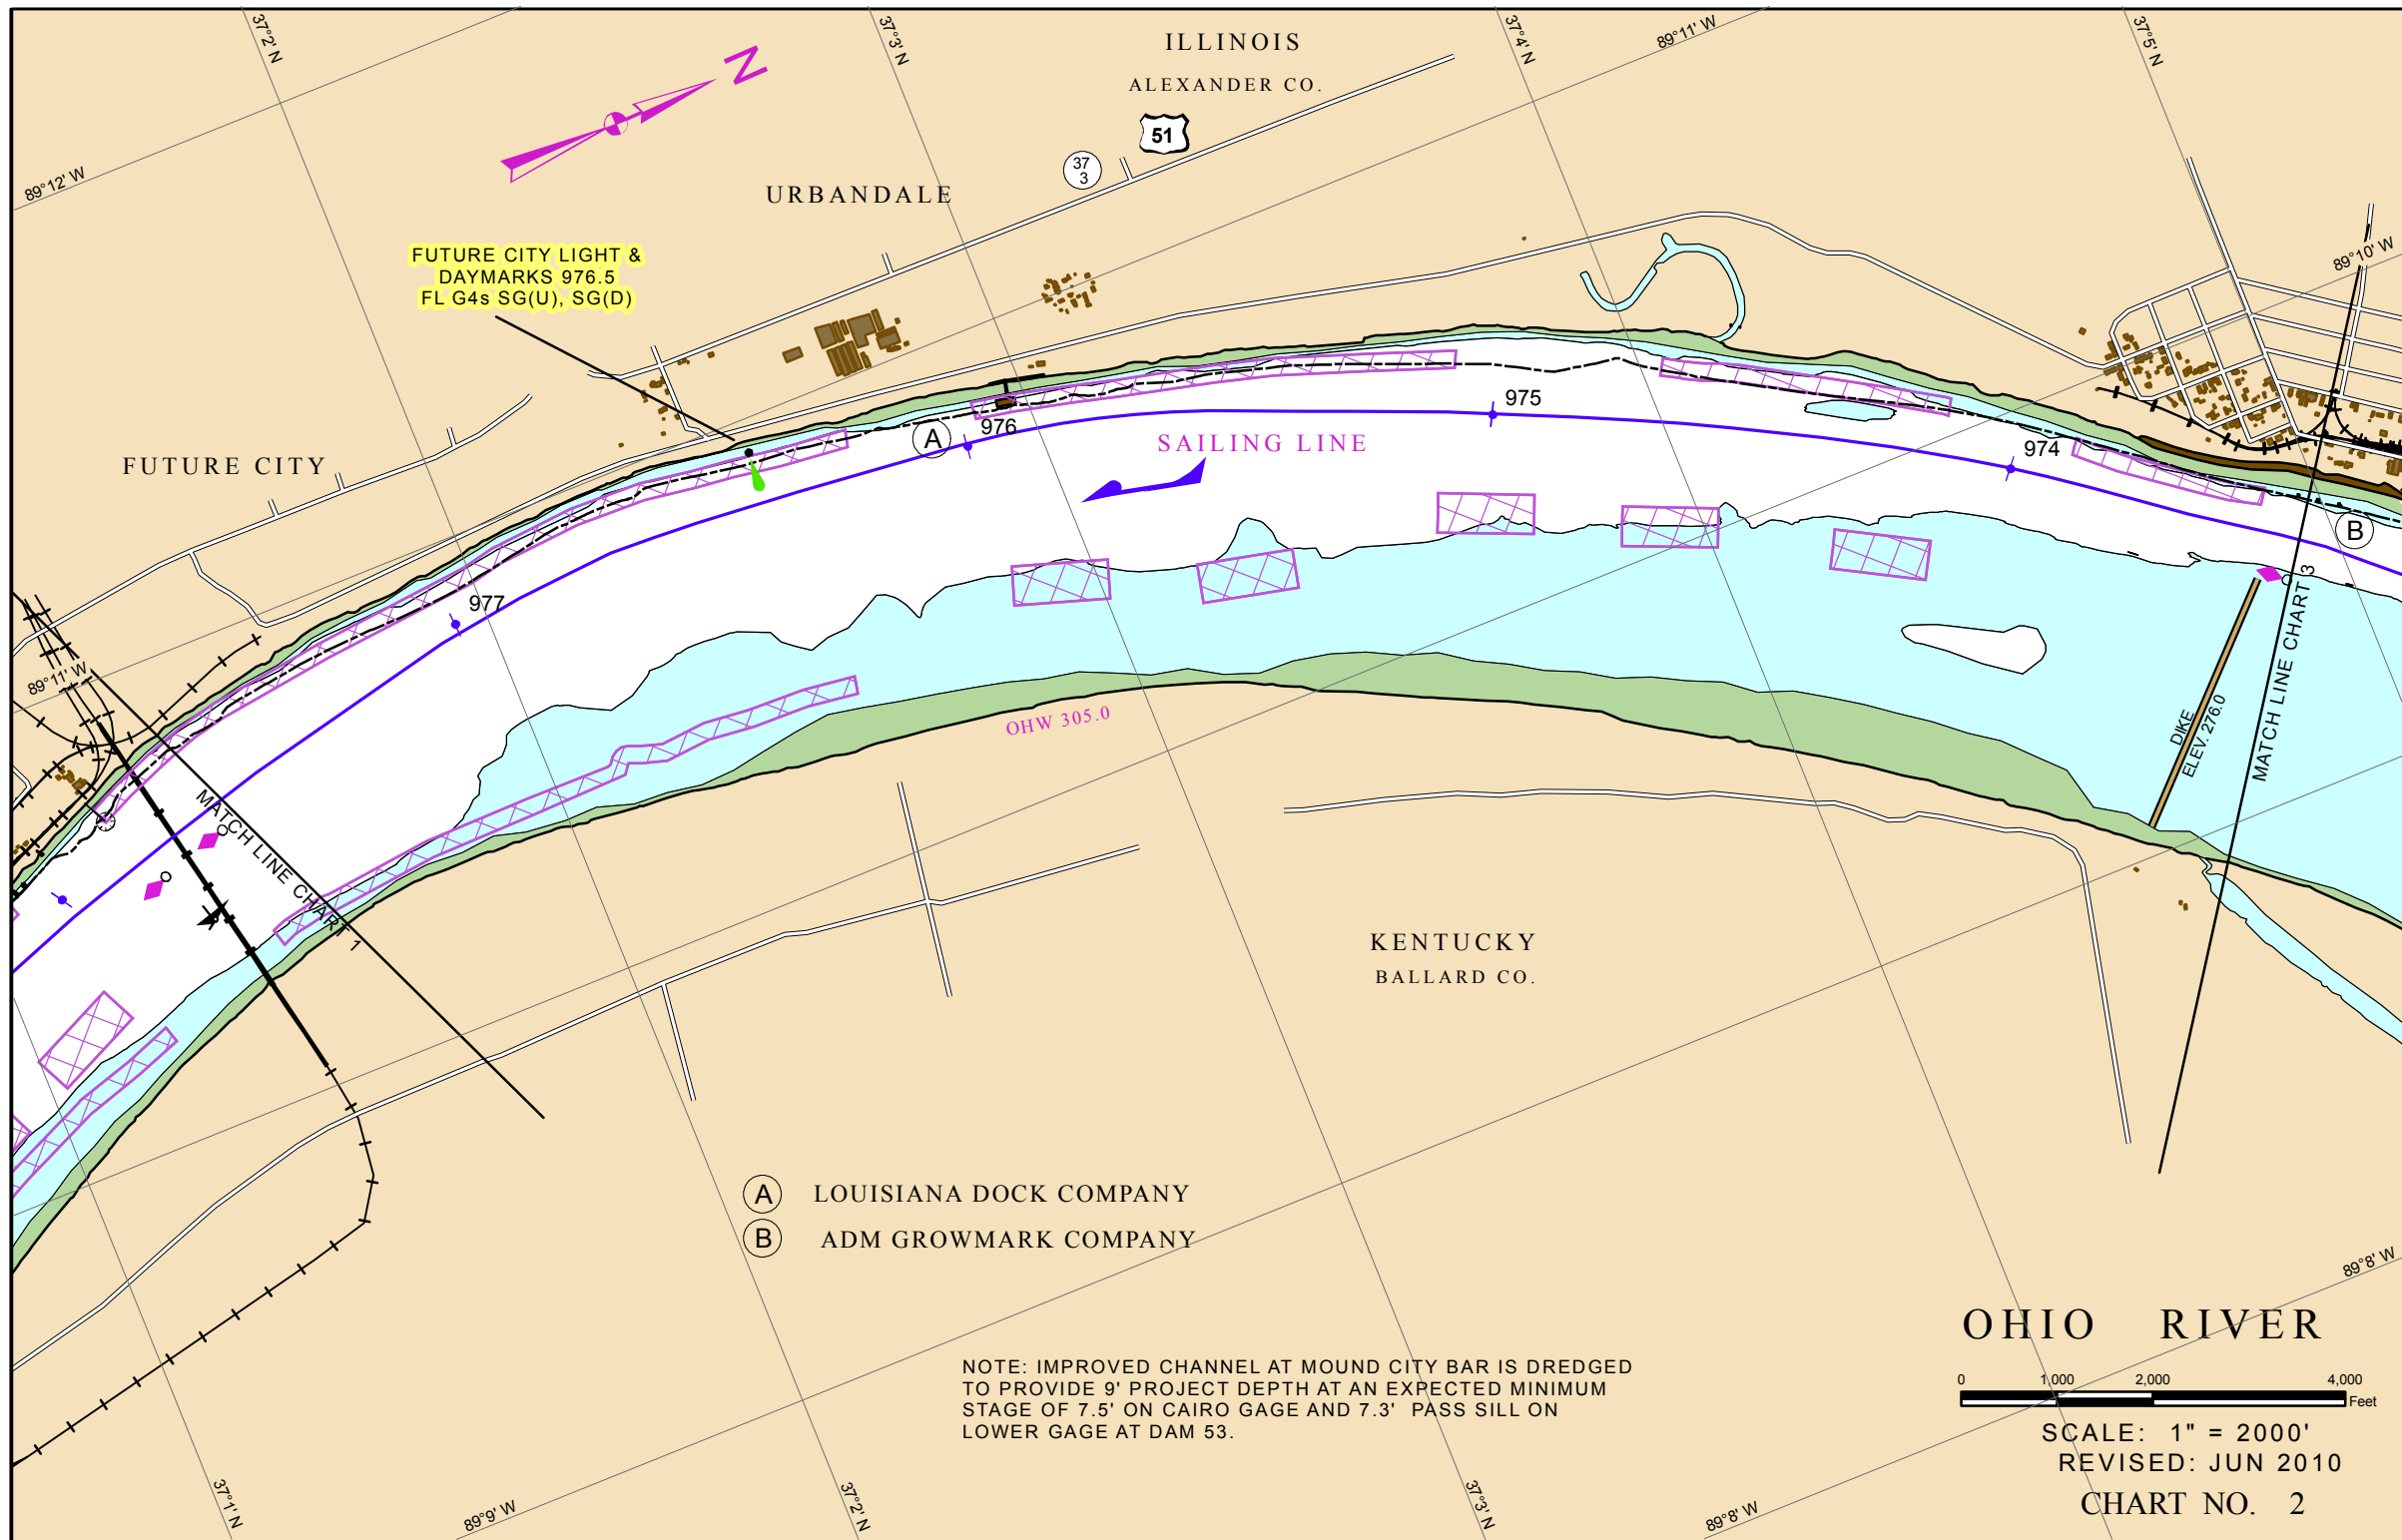 37°2' N
37°3' N
37°4' N
89°11' W
37°5' N
N
ILLINOIS
ALEXANDER CO.
51
37
3
89°12' W
URBANDALE
89°10' W
FUTURE CITY LIGHT &
DAYMARKS 976.5
FL G4s SG(U), SG(D)
975
976
A
SAILING LINE
974
FUTURE CITY
B
977
89°11' W
MATCH LINE CHART 3
OHW 305.0
DIKE
ELEV. 276.0
MATCH LINE CHART 1
KENTUCKY
BALLARD CO.
A LOUISIANA DOCK COMPANY
B ADM GROWMARK COMPANY
89°8' W
OHIO RIVER
0 1,000 2,000 4,000
Feet
NOTE: IMPROVED CHANNEL AT MOUND CITY BAR IS DREDGED
TO PROVIDE 9' PROJECT DEPTH AT AN EXPECTED MINIMUM
STAGE OF 7.5' ON CAIRO GAGE AND 7.3' PASS SILL ON
LOWER GAGE AT DAM 53.
SCALE: 1" = 2000'
REVISED: JUN 2010
CHART NO. 2
37°1' N
89°9' W
37°2' N
37°3' N
89°8' W